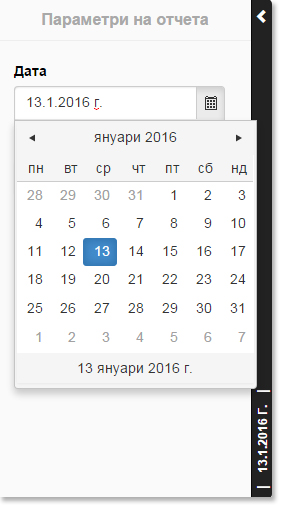 Параметри на отчета
Дата
13.1.2016 г.
януари 2016
пн вт ср чт пт сб нд
28 29 30 31 1 2 3
4 5 6 7 8 9 10
11 12 13 14 15 16 17
18 19 20 21 22 23 24
25 26 27 28 29 30 31
1 2 3 4 5 6 7
13 януари 2016 г.
| 13.1.2016 Г. |